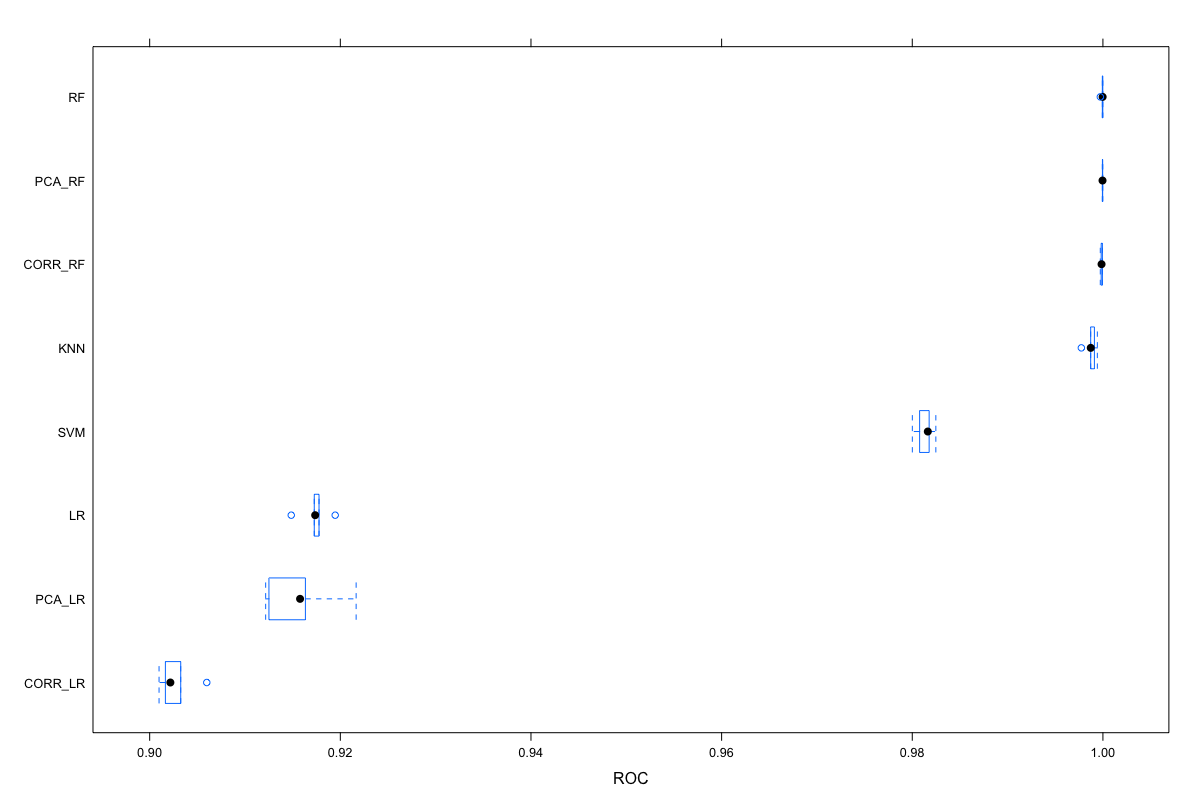 RF
PCA_RF
CORR_RF
KNN
SVM
LR
PCA_LR
CORR_LR
0.90 0.92 0.94 0.96 0.98 1.00
ROC